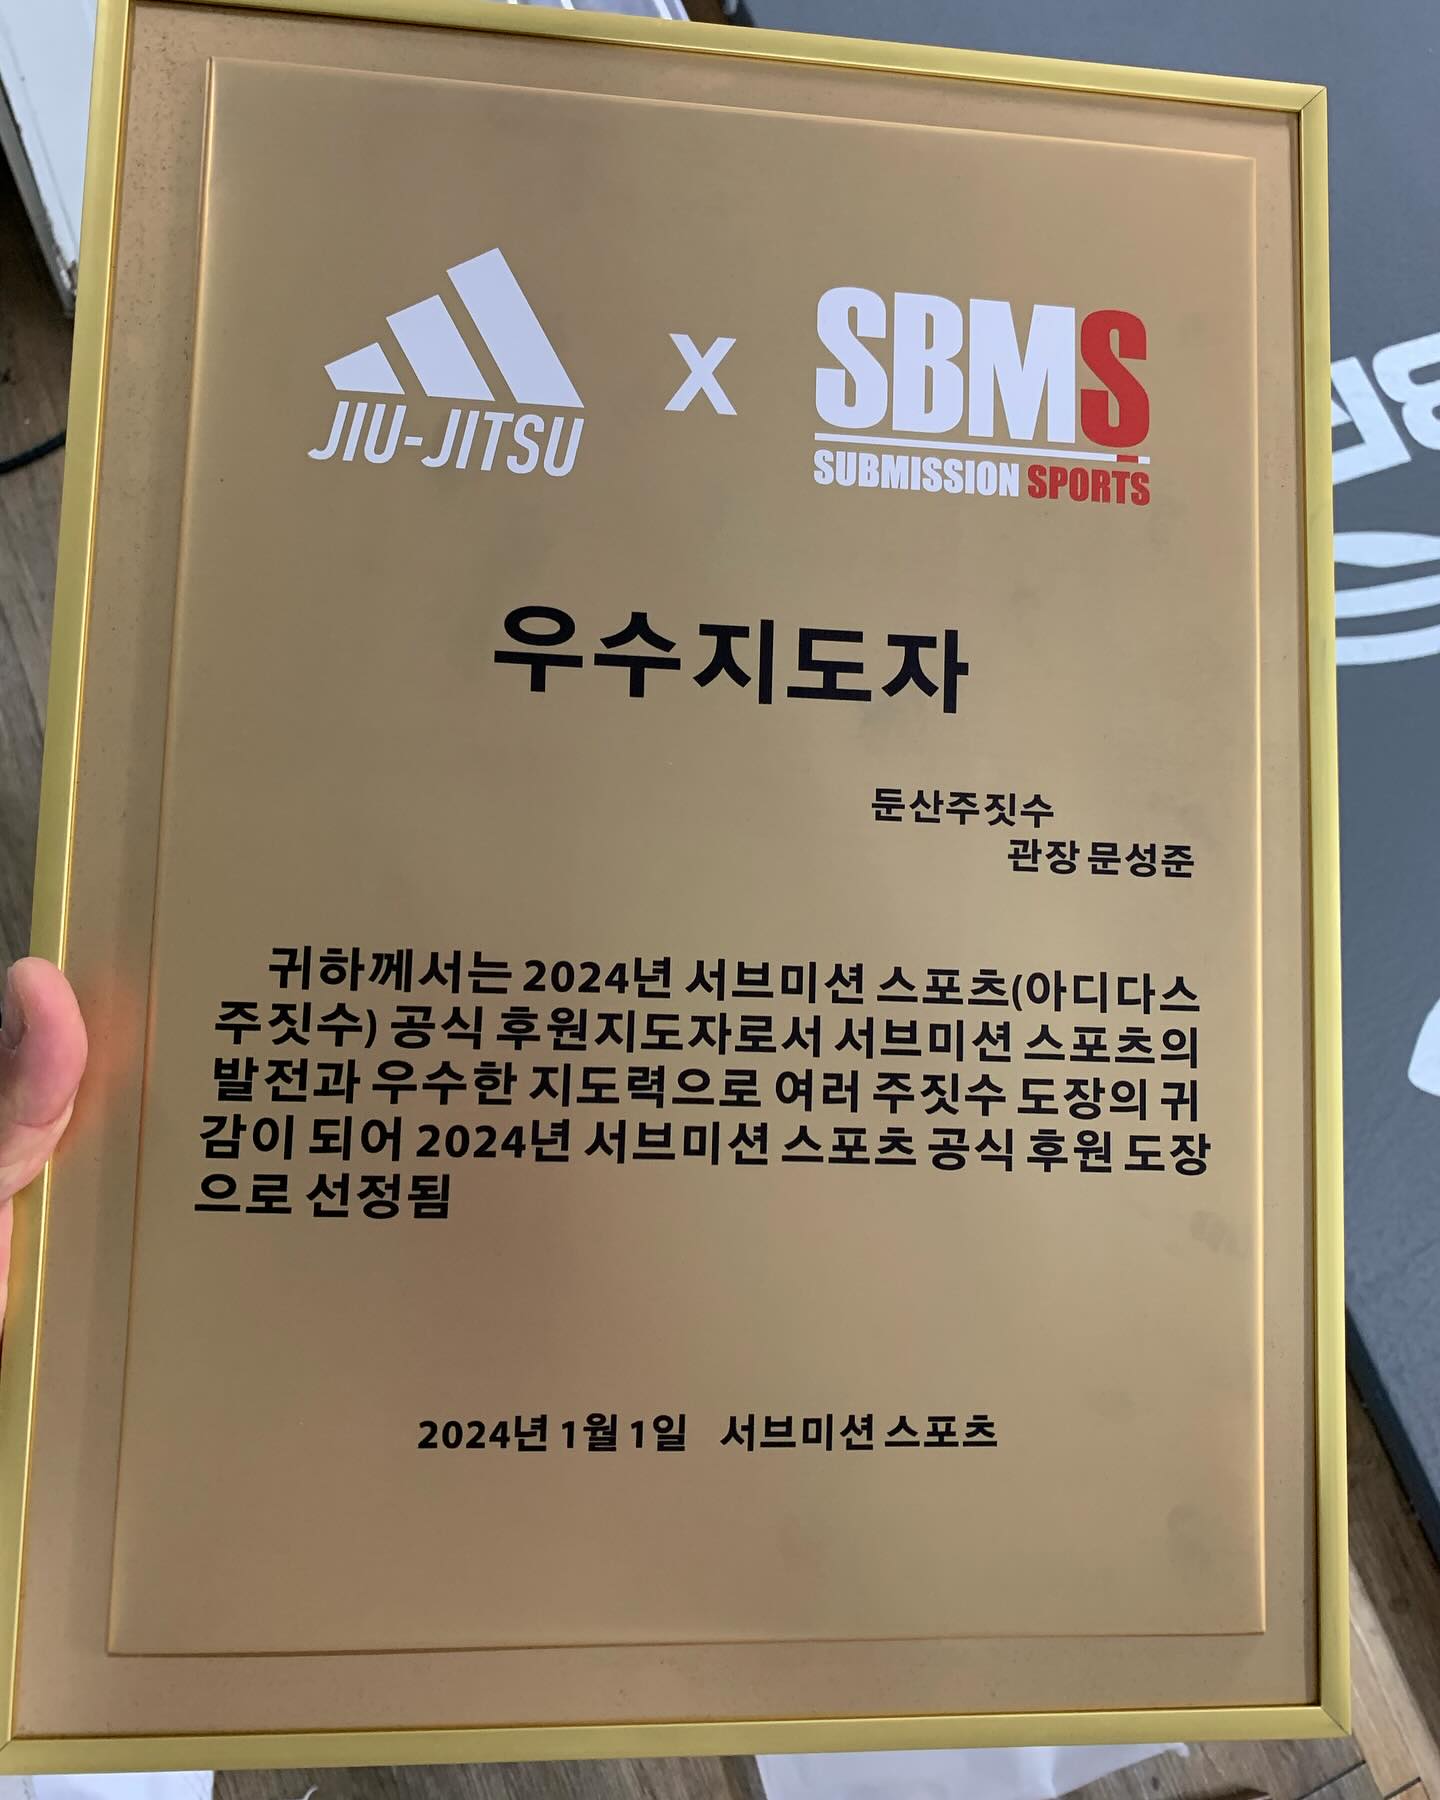 JIU-JITSU X SBMS
SUBMISSION SPORTS
우수지도자
둔산주짓수
관장 문성준
귀하께서는 2024년 서브미션 스포츠(아디다스
주짓수) 공식 후원지도자로서 서브미션 스포츠의
발전과 우수한 지도력으로 여러 주짓수 도장의 귀
감이 되어 2024년 서브미션 스포츠 공식 후원 도장
으로 선정됨
2024년 1월 1일 서브미션 스포츠